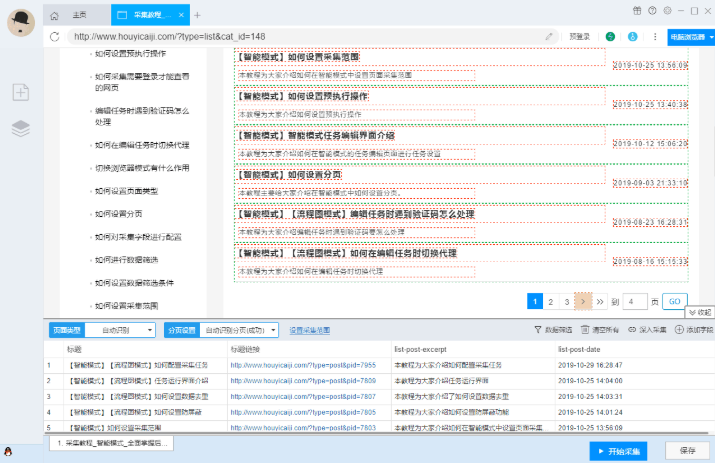 主页
采集教程_...
http://www.houyicaiji.com/?type=list&cat_id=148
预登录
电脑浏览器
如何设置预执行操作
如何采集需要登录才能查看的网页
编辑任务时遇到验证码怎么处理
如何在编辑任务时切换代理
切换浏览器模式有什么作用
如何设置页面类型
如何设置分页
如何对采集字段进行配置
如何进行数据筛选
如何设置数据筛选条件
如何设置采集范围
【智能模式】如何设置采集范围
2019-10-25 13:56:09
本教程为大家介绍如何在智能模式中设置页面采集范围
【智能模式】如何设置预执行操作
2019-10-25 13:40:38
本教程为大家介绍如何设置预执行操作
【智能模式】智能模式任务编辑界面介绍
2019-10-12 15:06:20
本教程为大家介绍如何在智能模式的任务编辑页面进行任务设置
【智能模式】如何设置分页
2019-09-03 21:33:10
本教程主要给大家介绍在智能模式中如何设置分页。
【智能模式】【流程图模式】编辑任务时遇到验证码怎么处理
2019-08-23 16:28:31
本教程为大家介绍编辑任务时遇到验证码要怎么处理
【智能模式】【流程图模式】如何在编辑任务时切换代理
2019-08-16 15:15:33
本教程为大家介绍如何在编辑任务时切换代理
1 2 3 > >> 到 4 页 GO
收起
页面类型 自动识别 分页设置 自动识别分页(成功) 设置采集范围 数据筛选 清空所有 深入采集 添加字段
标题 标题链接 list-post-excerpt list-post-date
1 【智能模式】【流程图模式】如何配置采集任务 http://www.houyicaiji.com/?type=post&pid=7955 本教程为大家介绍如何配置采集任务 2019-10-29 16:28:47
2 【智能模式】【流程图模式】任务运行界面介绍 http://www.houyicaiji.com/?type=post&pid=7809 本教程为大家介绍任务运行界面 2019-10-25 14:04:00
3 【智能模式】【流程图模式】如何设置数据去重 http://www.houyicaiji.com/?type=post&pid=7807 本教程为大家介绍了如何设置数据去重 2019-10-25 14:03:31
4 【智能模式】【流程图模式】如何设置防屏蔽 http://www.houyicaiji.com/?type=post&pid=7805 本教程为大家介绍如何设置防屏蔽功能 2019-10-25 14:01:24
5 【智能模式】如何设置采集范围 http://www.houyicaiji.com/?type=post&pid=7803 本教程为大家介绍如何在智能模式中设置页面采集... 2019-10-25 13:56:09
1. 采集教程_智能模式_全面掌握后...
开始采集
保存